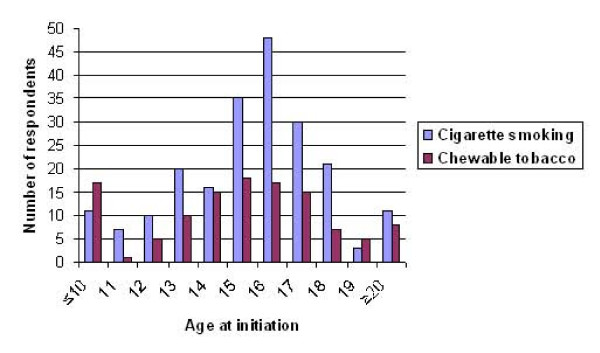 50
45
40
35
30
25
20
15
10
5
0
Number of respondents
≤10 11 12 13 14 15 16 17 18 19 ≥20
Age at initiation
Cigarette smoking
Chewable tobacco